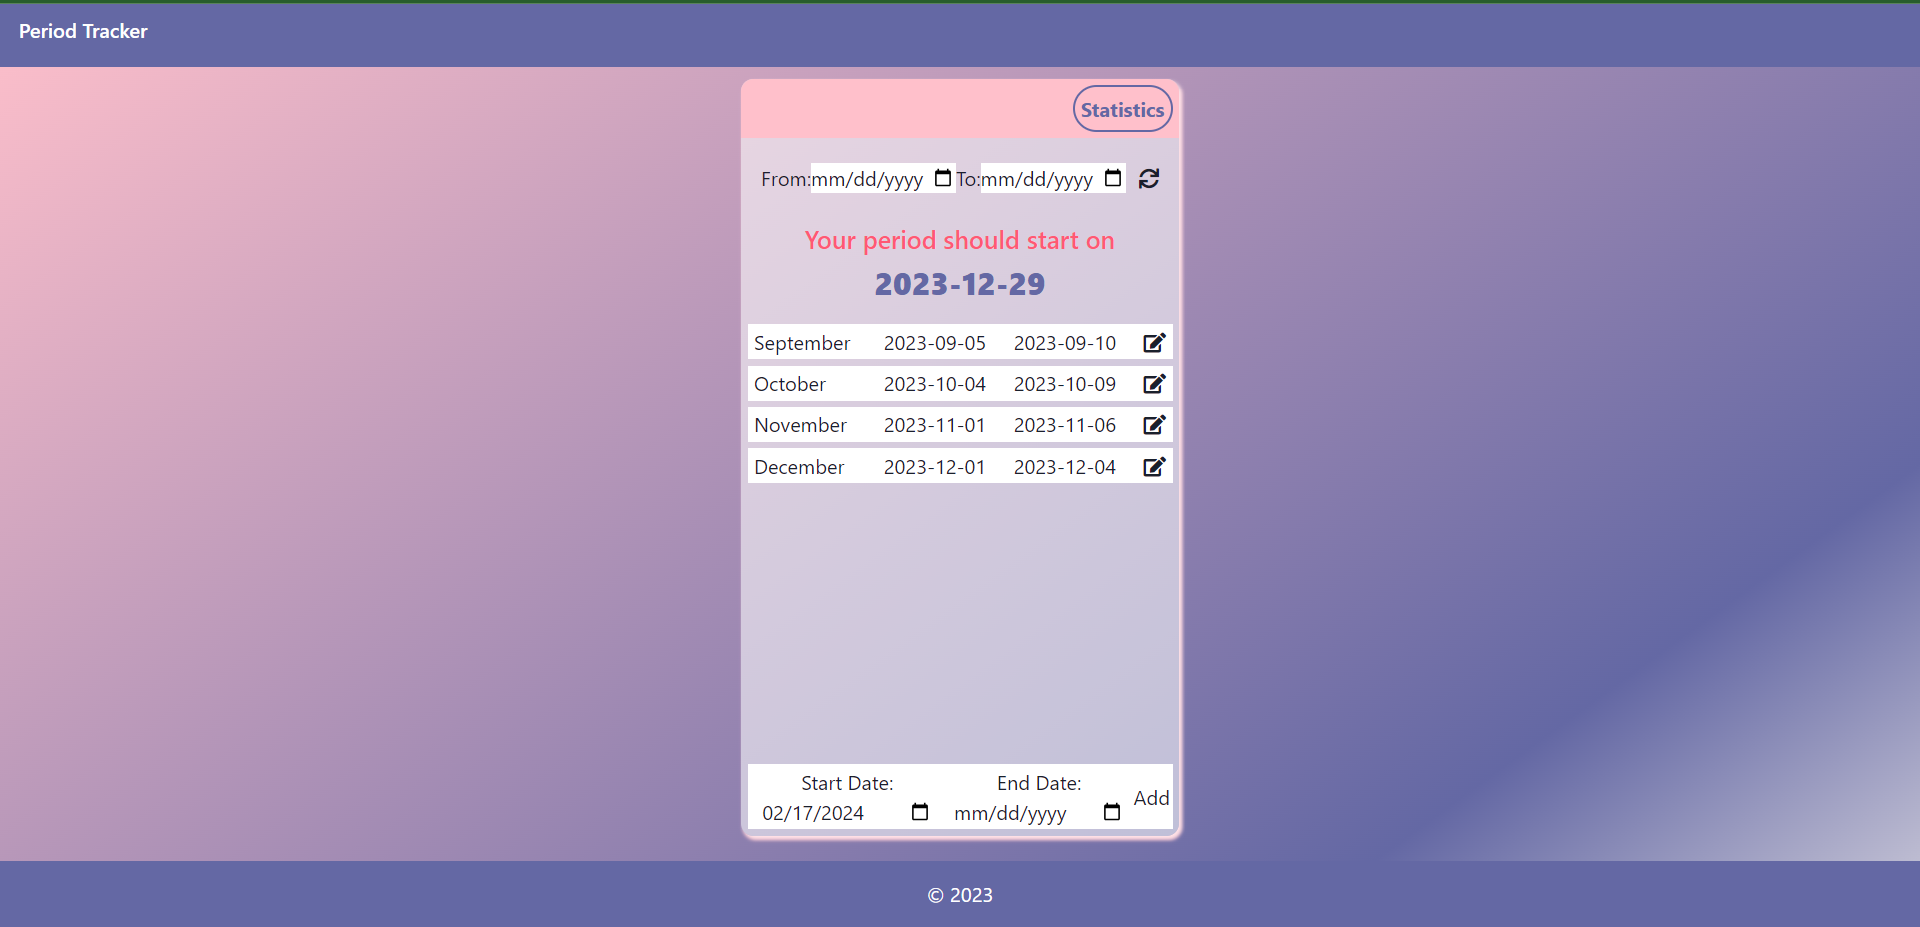 Period Tracker
Statistics
From:mm/dd/yyyy To:mm/dd/yyyy
Your period should start on
2023-12-29
September 2023-09-05 2023-09-10
October 2023-10-04 2023-10-09
November 2023-11-01 2023-11-06
December 2023-12-01 2023-12-04
Start Date: End Date:
02/17/2024 mm/dd/yyyy Add
© 2023